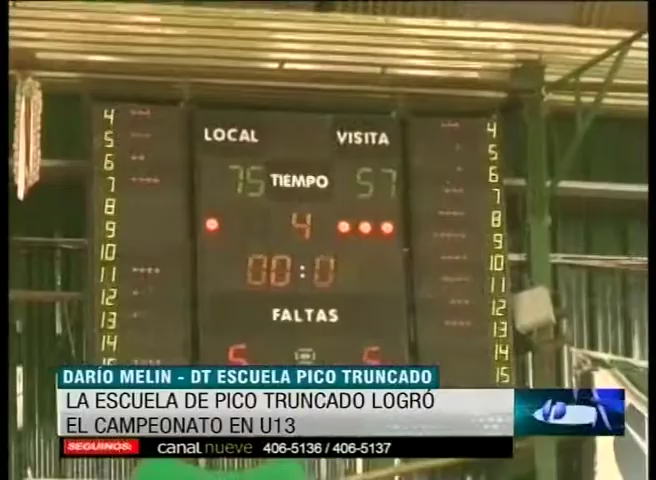 LOCAL VISITA
75 TIEMPO 57
4
00:0
FALTAS
5 5
4 4
5 5
6 6
7 7
8 8
9 9
10 10
11 11
12 12
13 13
14 14
15 15
DARÍO MELIN - DT ESCUELA PICO TRUNCADO
LA ESCUELA DE PICO TRUNCADO LOGRÓ
EL CAMPEONATO EN U13
SEGUINOS: canal nueve 406-5136 / 406-5137